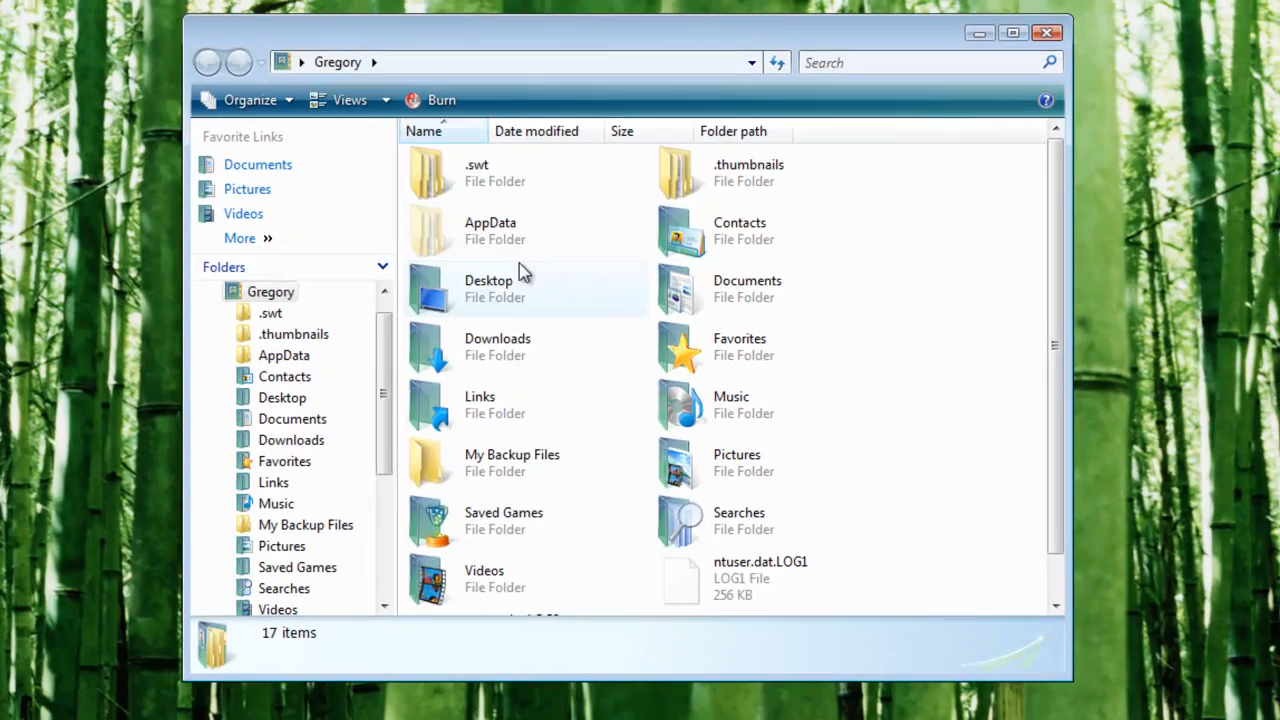 Gregory
Search
Organize Views Burn
Favorite Links
Documents
Pictures
Videos
More »
Folders
Gregory
.swt
.thumbnails
AppData
Contacts
Desktop
Documents
Downloads
Favorites
Links
Music
My Backup Files
Pictures
Saved Games
Searches
Videos
Name Date modified Size Folder path
.swt
File Folder
.thumbnails
File Folder
AppData
File Folder
Contacts
File Folder
Desktop
File Folder
Documents
File Folder
Downloads
File Folder
Favorites
File Folder
Links
File Folder
Music
File Folder
My Backup Files
File Folder
Pictures
File Folder
Saved Games
File Folder
Searches
File Folder
Videos
File Folder
ntuser.dat.LOG1
LOG1 File
256 KB
17 items